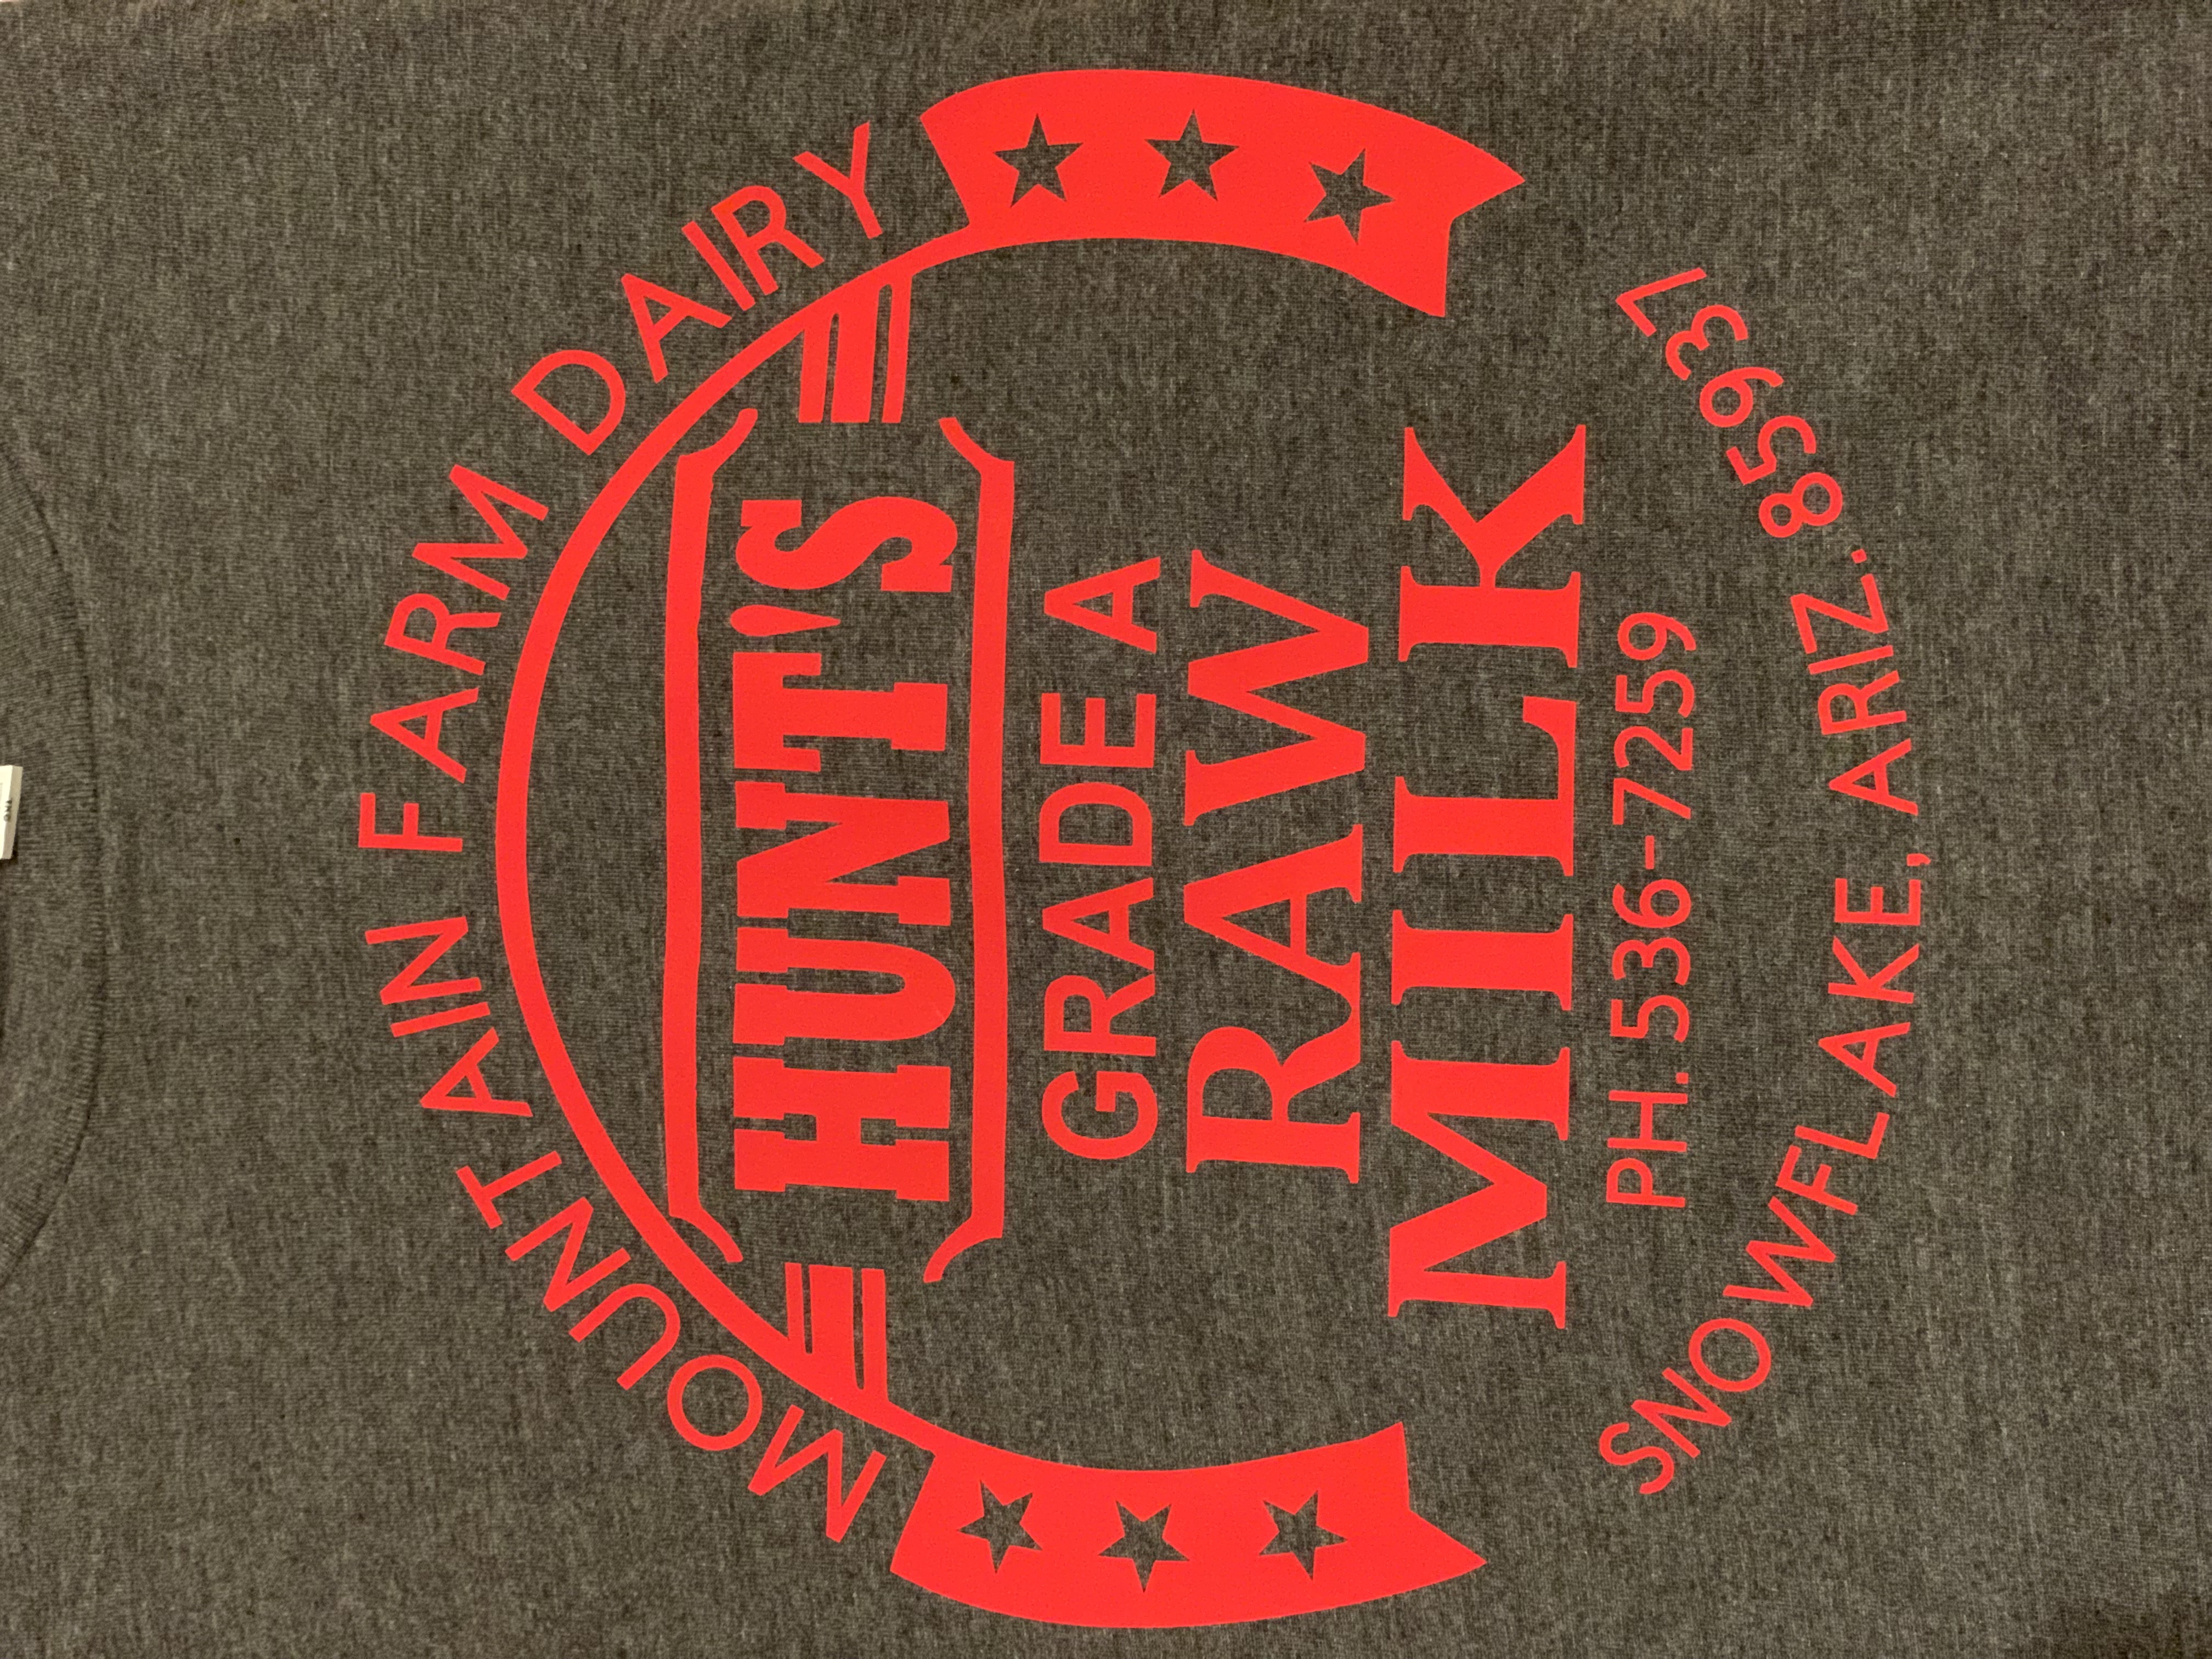 MOUNTAIN FARM DAIRY
HUNT'S
GRADE A
RAW
MILK
PH. 536-7259
SNOWFLAKE, ARIZ. 85937